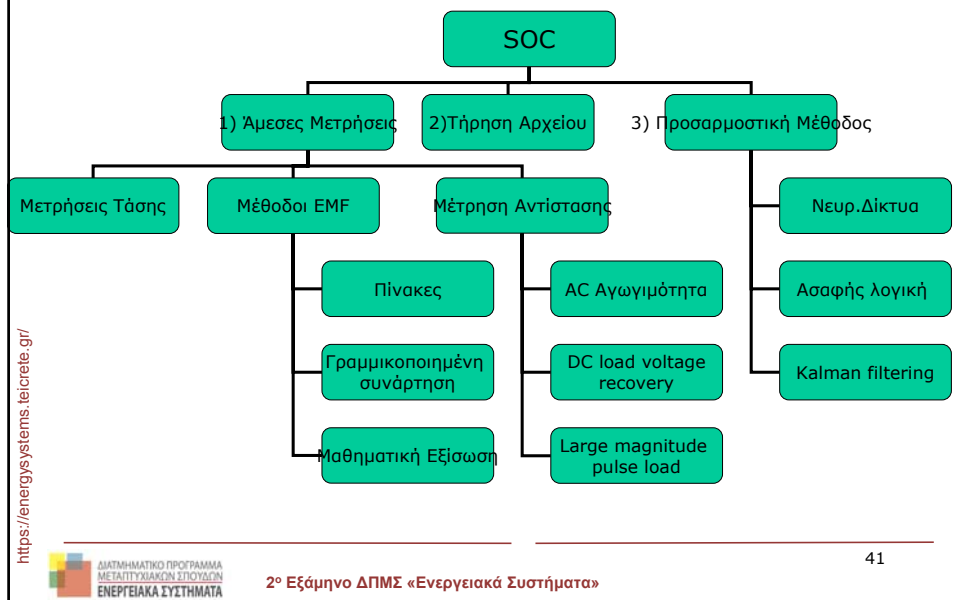 SOC
1) Άμεσες Μετρήσεις
2)Τήρηση Αρχείου
3) Προσαρμοστική Μέθοδος
Μετρήσεις Τάσης
Μέθοδοι EMF
Μέτρηση Αντίστασης
Νευρ.Δίκτυα
Πίνακες
AC Αγωγιμότητα
Ασαφής λογική
Γραμμικοποιημένη
συνάρτηση
DC load voltage
recovery
Kalman filtering
Μαθηματική Εξίσωση
Large magnitude
pulse load
https://energysystems.teicrete.gr/
41
ΔΙΑΤΜΗΜΑΤΙΚΟ ΠΡΟΓΡΑΜΜΑ
ΜΕΤΑΠΤΥΧΙΑΚΩΝ ΣΠΟΥΔΩΝ
ΕΝΕΡΓΕΙΑΚΑ ΣΥΣΤΗΜΑΤΑ
2ο Εξάμηνο ΔΠΜΣ «Ενεργειακά Συστήματα»